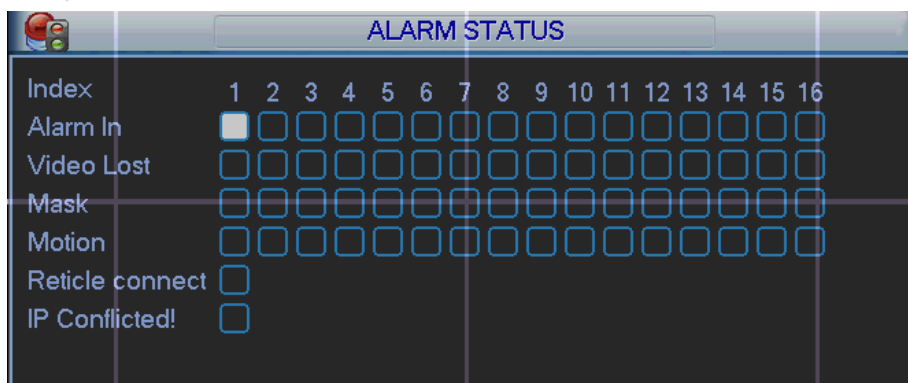 ALARM STATUS
Index 1 2 3 4 5 6 7 8 9 10 11 12 13 14 15 16
Alarm In
Video Lost
Mask
Motion
Reticle connect
IP Conflicted!